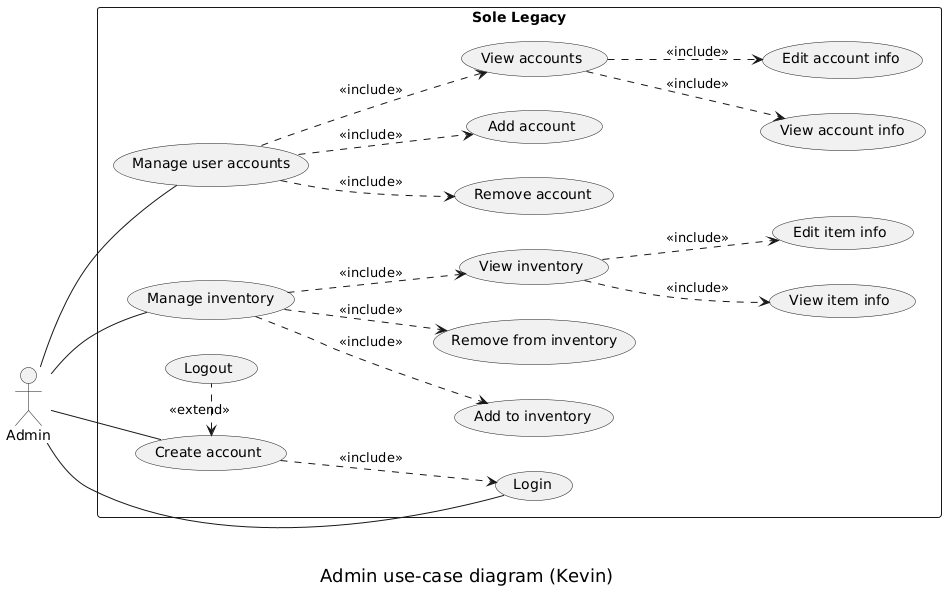 Sole Legacy
View accounts
«include»
Edit account info
«include»
«include»
Add account
View account info
«include»
Manage user accounts
«include»
Remove account
Edit item info
«include»
View inventory
«include»
Manage inventory
«include»
View item info
«include»
Remove from inventory
«include»
Logout
«extend»
Add to inventory
Admin
Create account
«include»
Login
Admin use-case diagram (Kevin)